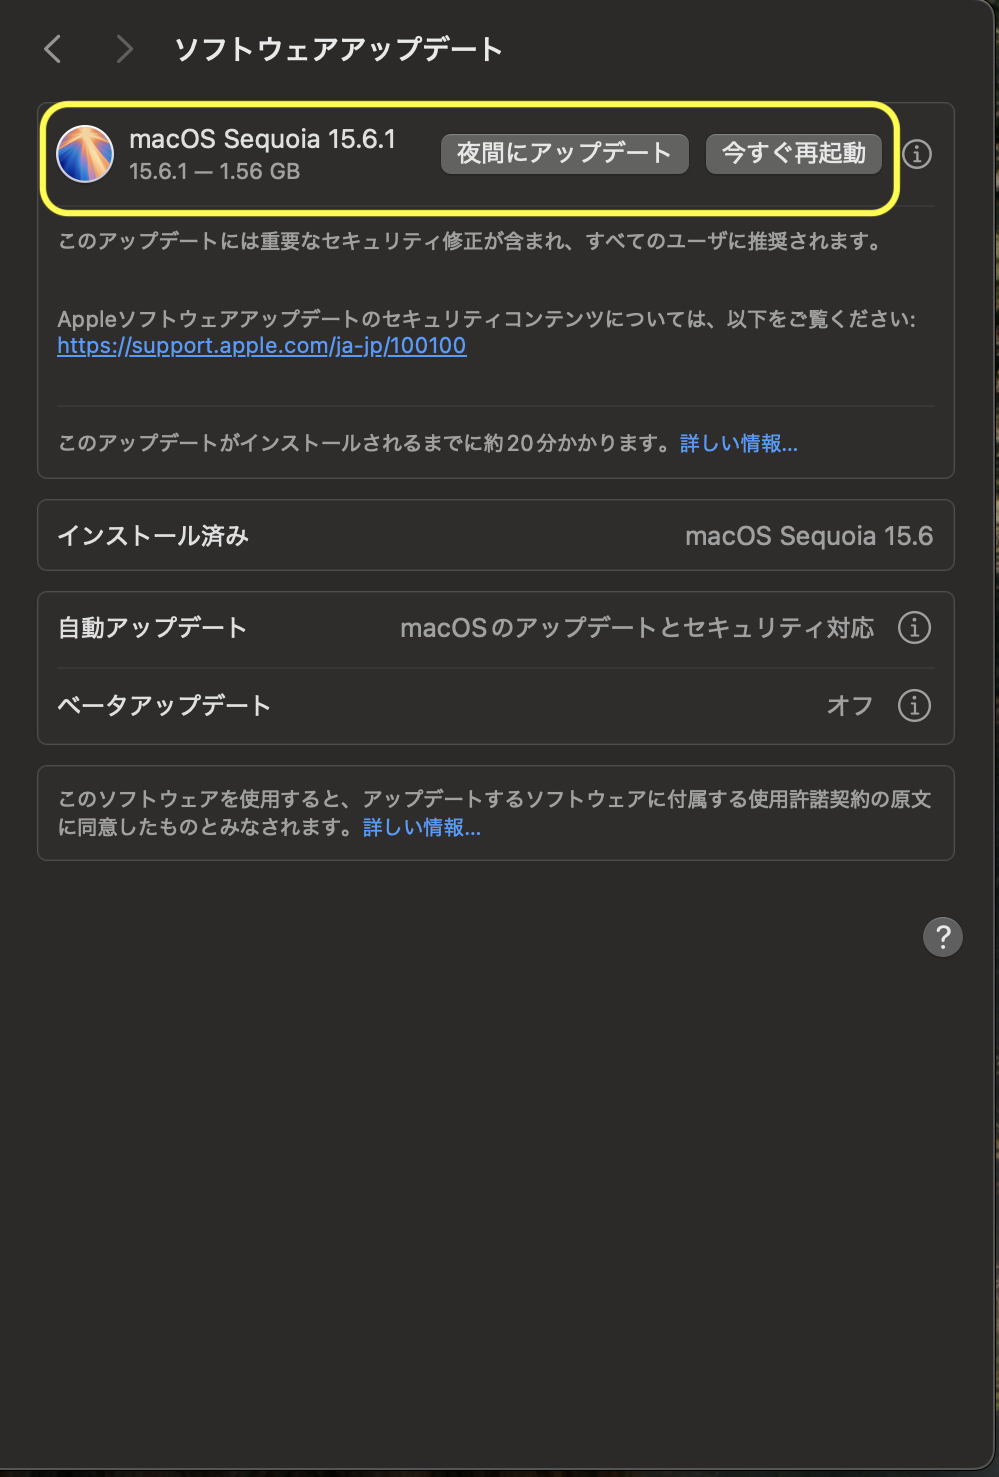 ソフトウェアアップデート
macOS Sequoia 15.6.1
15.6.1 — 1.56 GB
夜間にアップデート
今すぐ再起動
このアップデートには重要なセキュリティ修正が含まれ、すべてのユーザに推奨されます。
Appleソフトウェアアップデートのセキュリティコンテンツについては、以下をご覧ください:
https://support.apple.com/ja-jp/100100
このアップデートがインストールされるまでに約20分かかります。詳しい情報...
インストール済み macOS Sequoia 15.6
自動アップデート macOSのアップデートとセキュリティ対応
ベータアップデート オフ
このソフトウェアを使用すると、アップデートするソフトウェアに付属する使用許諾契約の原文
に同意したものとみなされます。詳しい情報...
?